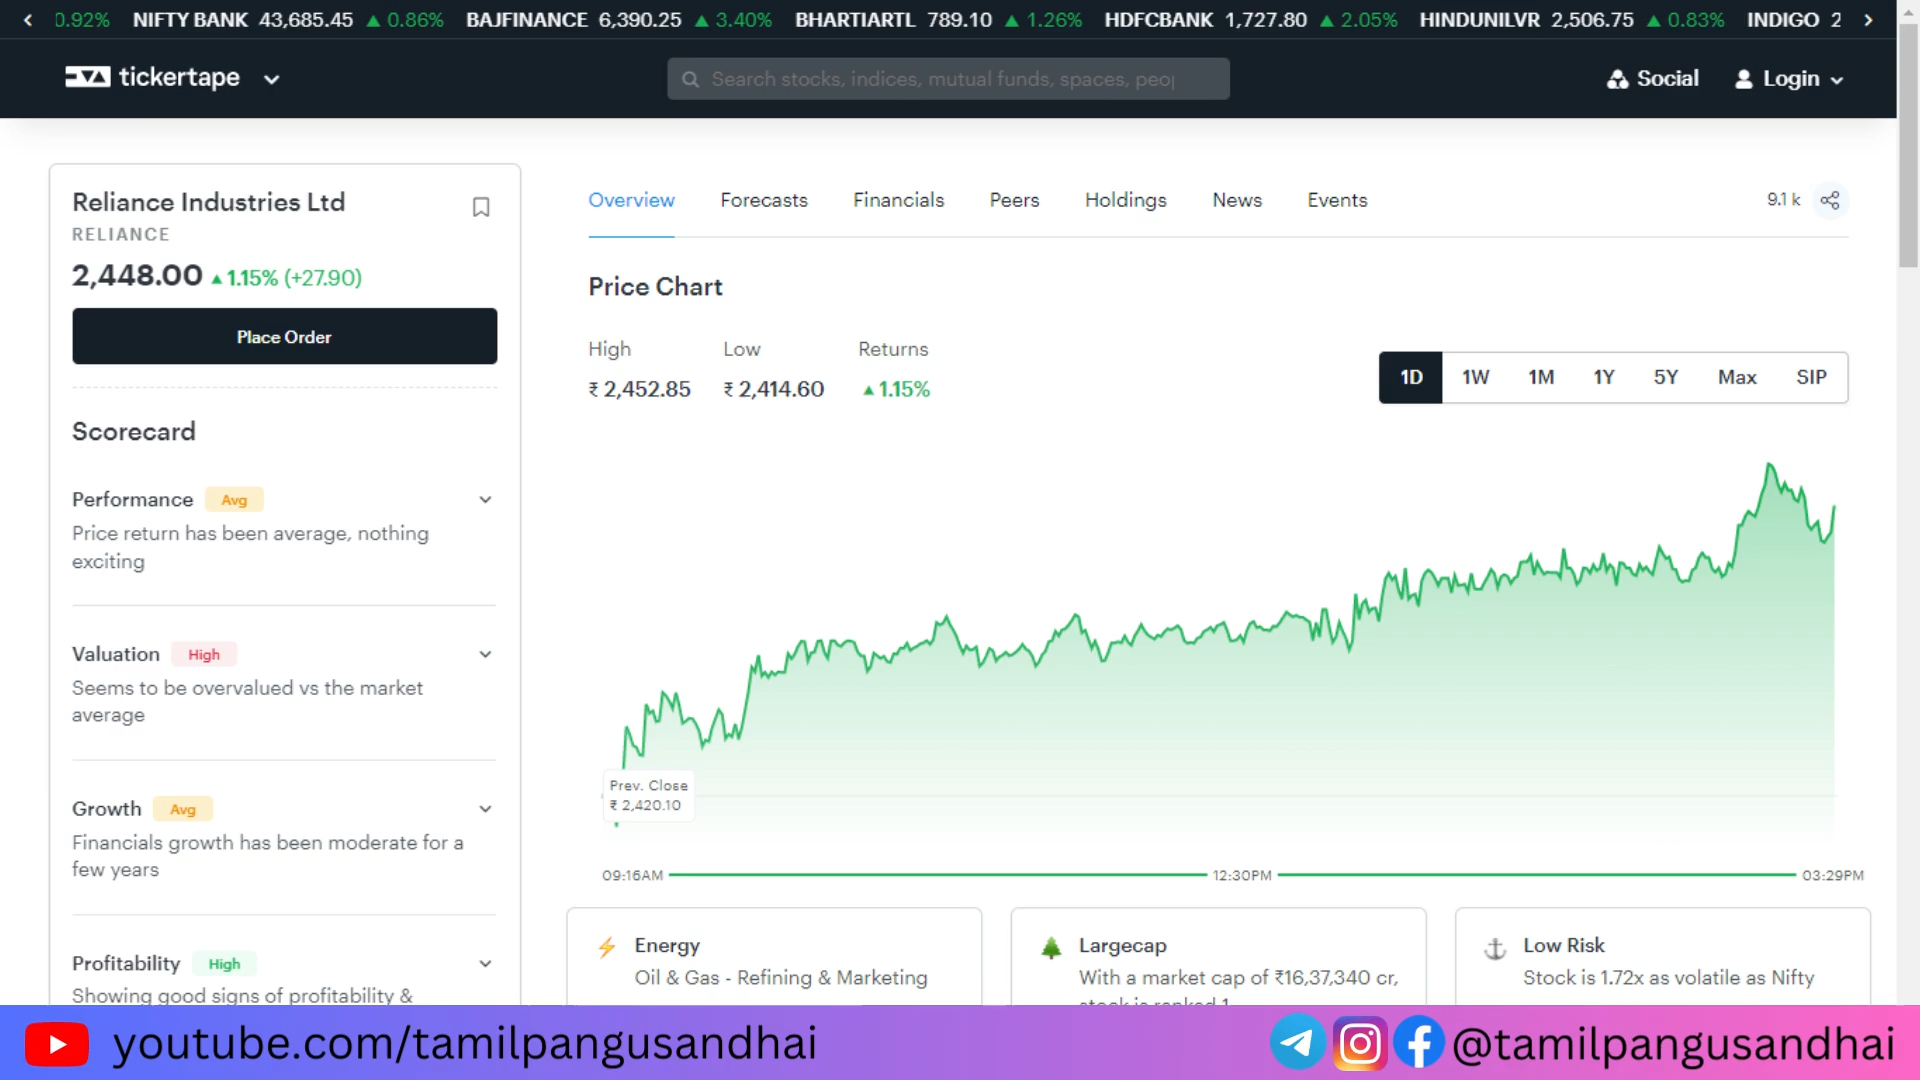 0.92% NIFTY BANK 43,685.45 ▲ 0.86% BAJFINANCE 6,390.25 ▲ 3.40% BHARTIARTL 789.10 ▲ 1.26% HDFCBANK 1,727.80 ▲ 2.05% HINDUNILVR 2,506.75 ▲ 0.83% INDIGO 2
tickertape
Search stocks, indices, mutual funds, spaces, peop
Social
Login
Reliance Industries Ltd
RELIANCE
2,448.00 ▲ 1.15% (+27.90)
Place Order
Scorecard
Performance Avg
Price return has been average, nothing
exciting
Valuation High
Seems to be overvalued vs the market
average
Growth Avg
Financials growth has been moderate for a
few years
Profitability High
Showing good signs of profitability &
Overview Forecasts Financials Peers Holdings News Events
9.1 k
Price Chart
High Low Returns
₹ 2,452.85 ₹ 2,414.60 ▲ 1.15%
1D 1W 1M 1Y 5Y Max SIP
Prev. Close
₹ 2,420.10
09:16AM 12:30PM 03:29PM
Energy
Oil & Gas - Refining & Marketing
Largecap
With a market cap of ₹16,37,340 cr,
stock is ranked 1
Low Risk
Stock is 1.72x as volatile as Nifty
youtube.com/tamilpangusandhai
@tamilpangusandhai